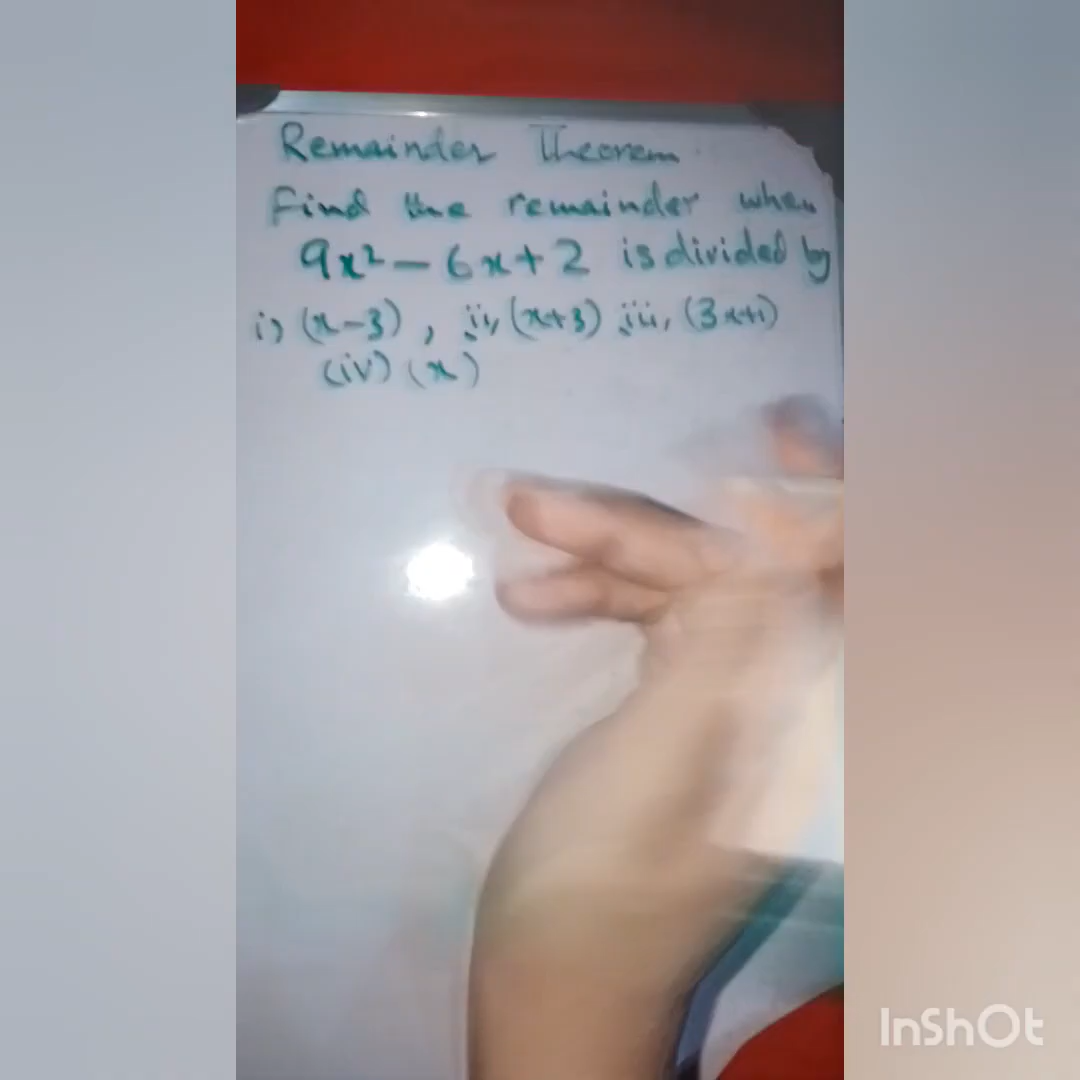 Remainder Theorem.
Find the remainder when
9x² - 6x + 2 is divided by
i) (x-3), ii, (x+3) iii, (3x+1)
(iv) (x)
InShOt